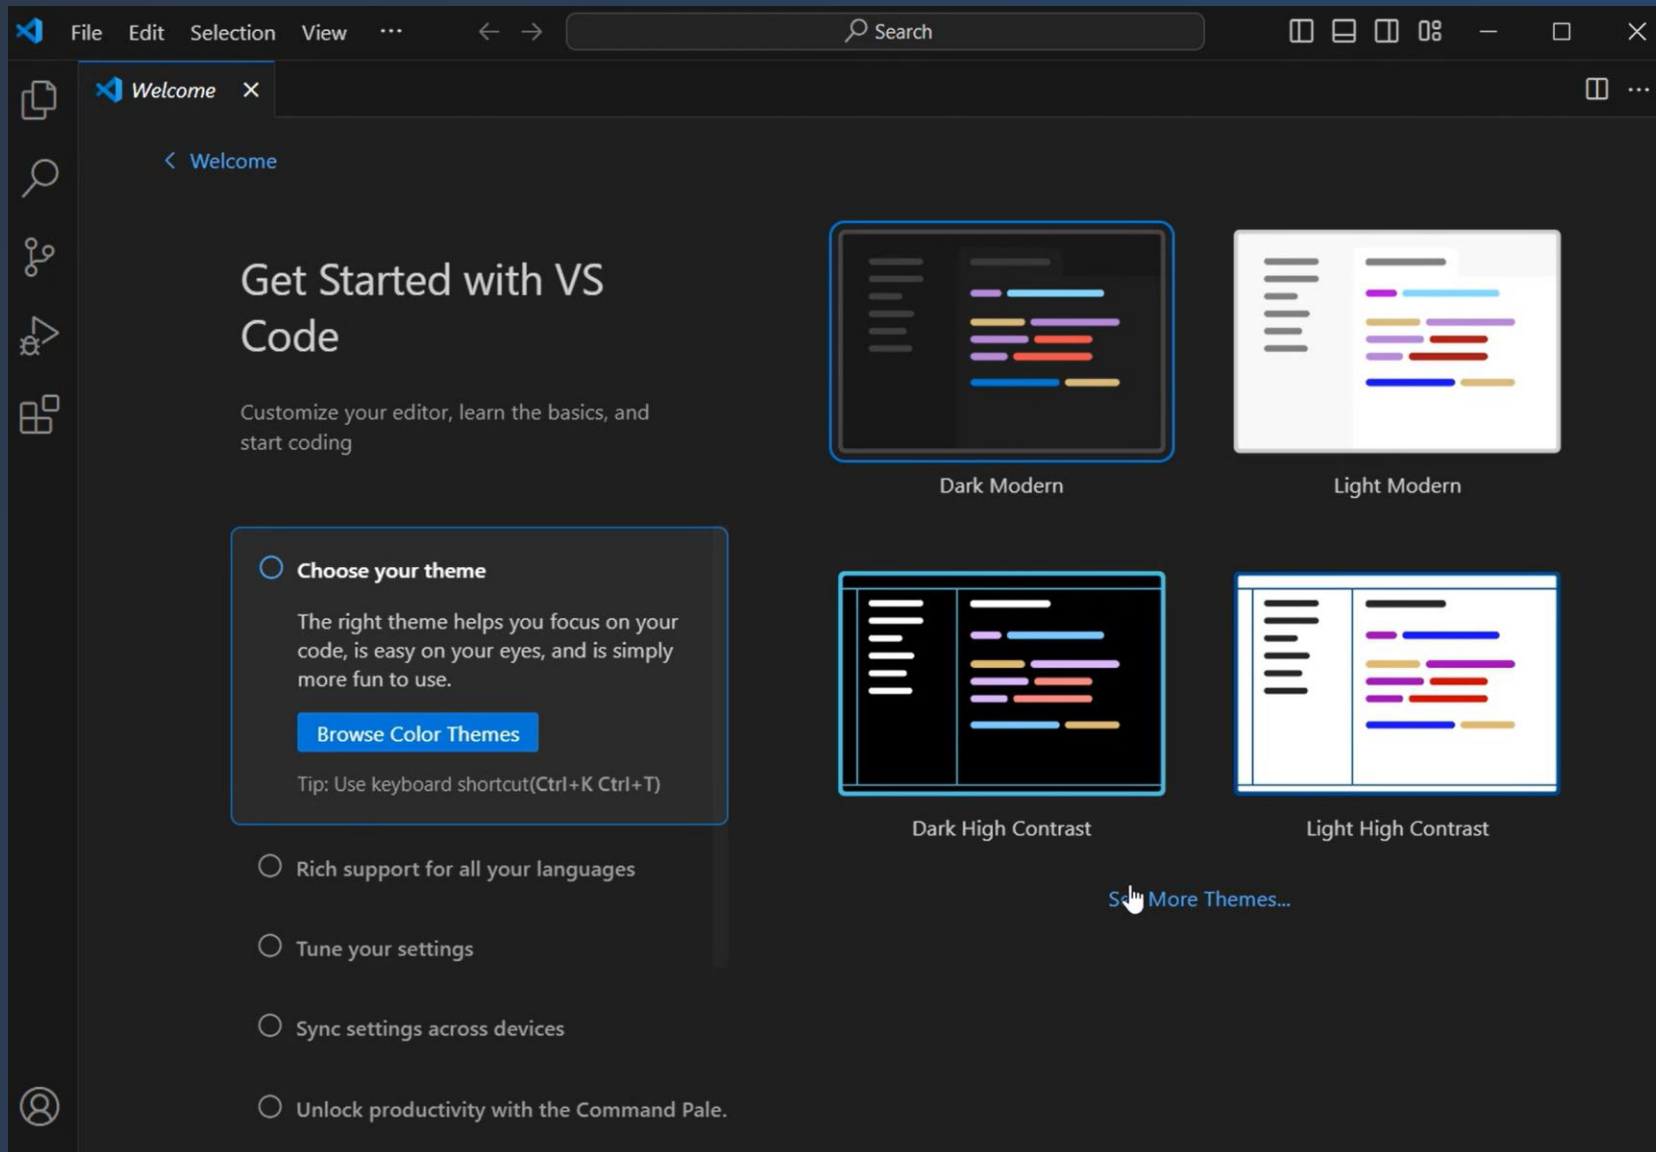 File Edit Selection View ···
Search
Welcome
Welcome
Get Started with VS
Code
Customize your editor, learn the basics, and
start coding
Choose your theme
The right theme helps you focus on your
code, is easy on your eyes, and is simply
more fun to use.
Browse Color Themes
Tip: Use keyboard shortcut(Ctrl+K Ctrl+T)
Rich support for all your languages
Tune your settings
Sync settings across devices
Unlock productivity with the Command Pale.
Dark Modern
Light Modern
Dark High Contrast
Light High Contrast
More Themes...